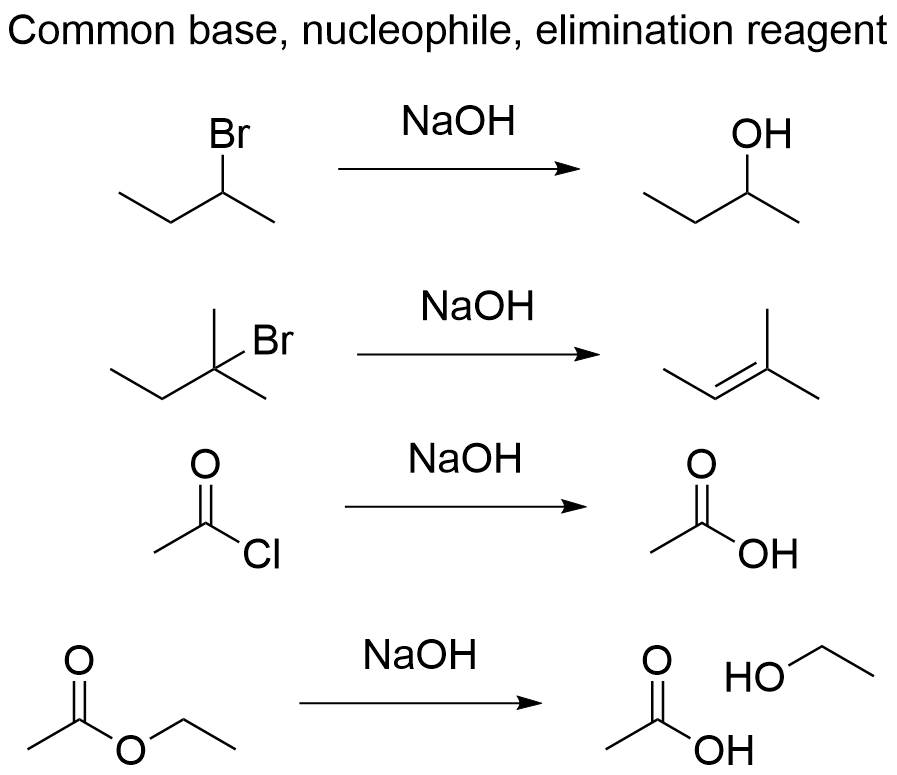 Common base, nucleophile, elimination reagent
Br NaOH OH
Br NaOH
O Cl NaOH O OH
O O NaOH O OH HO